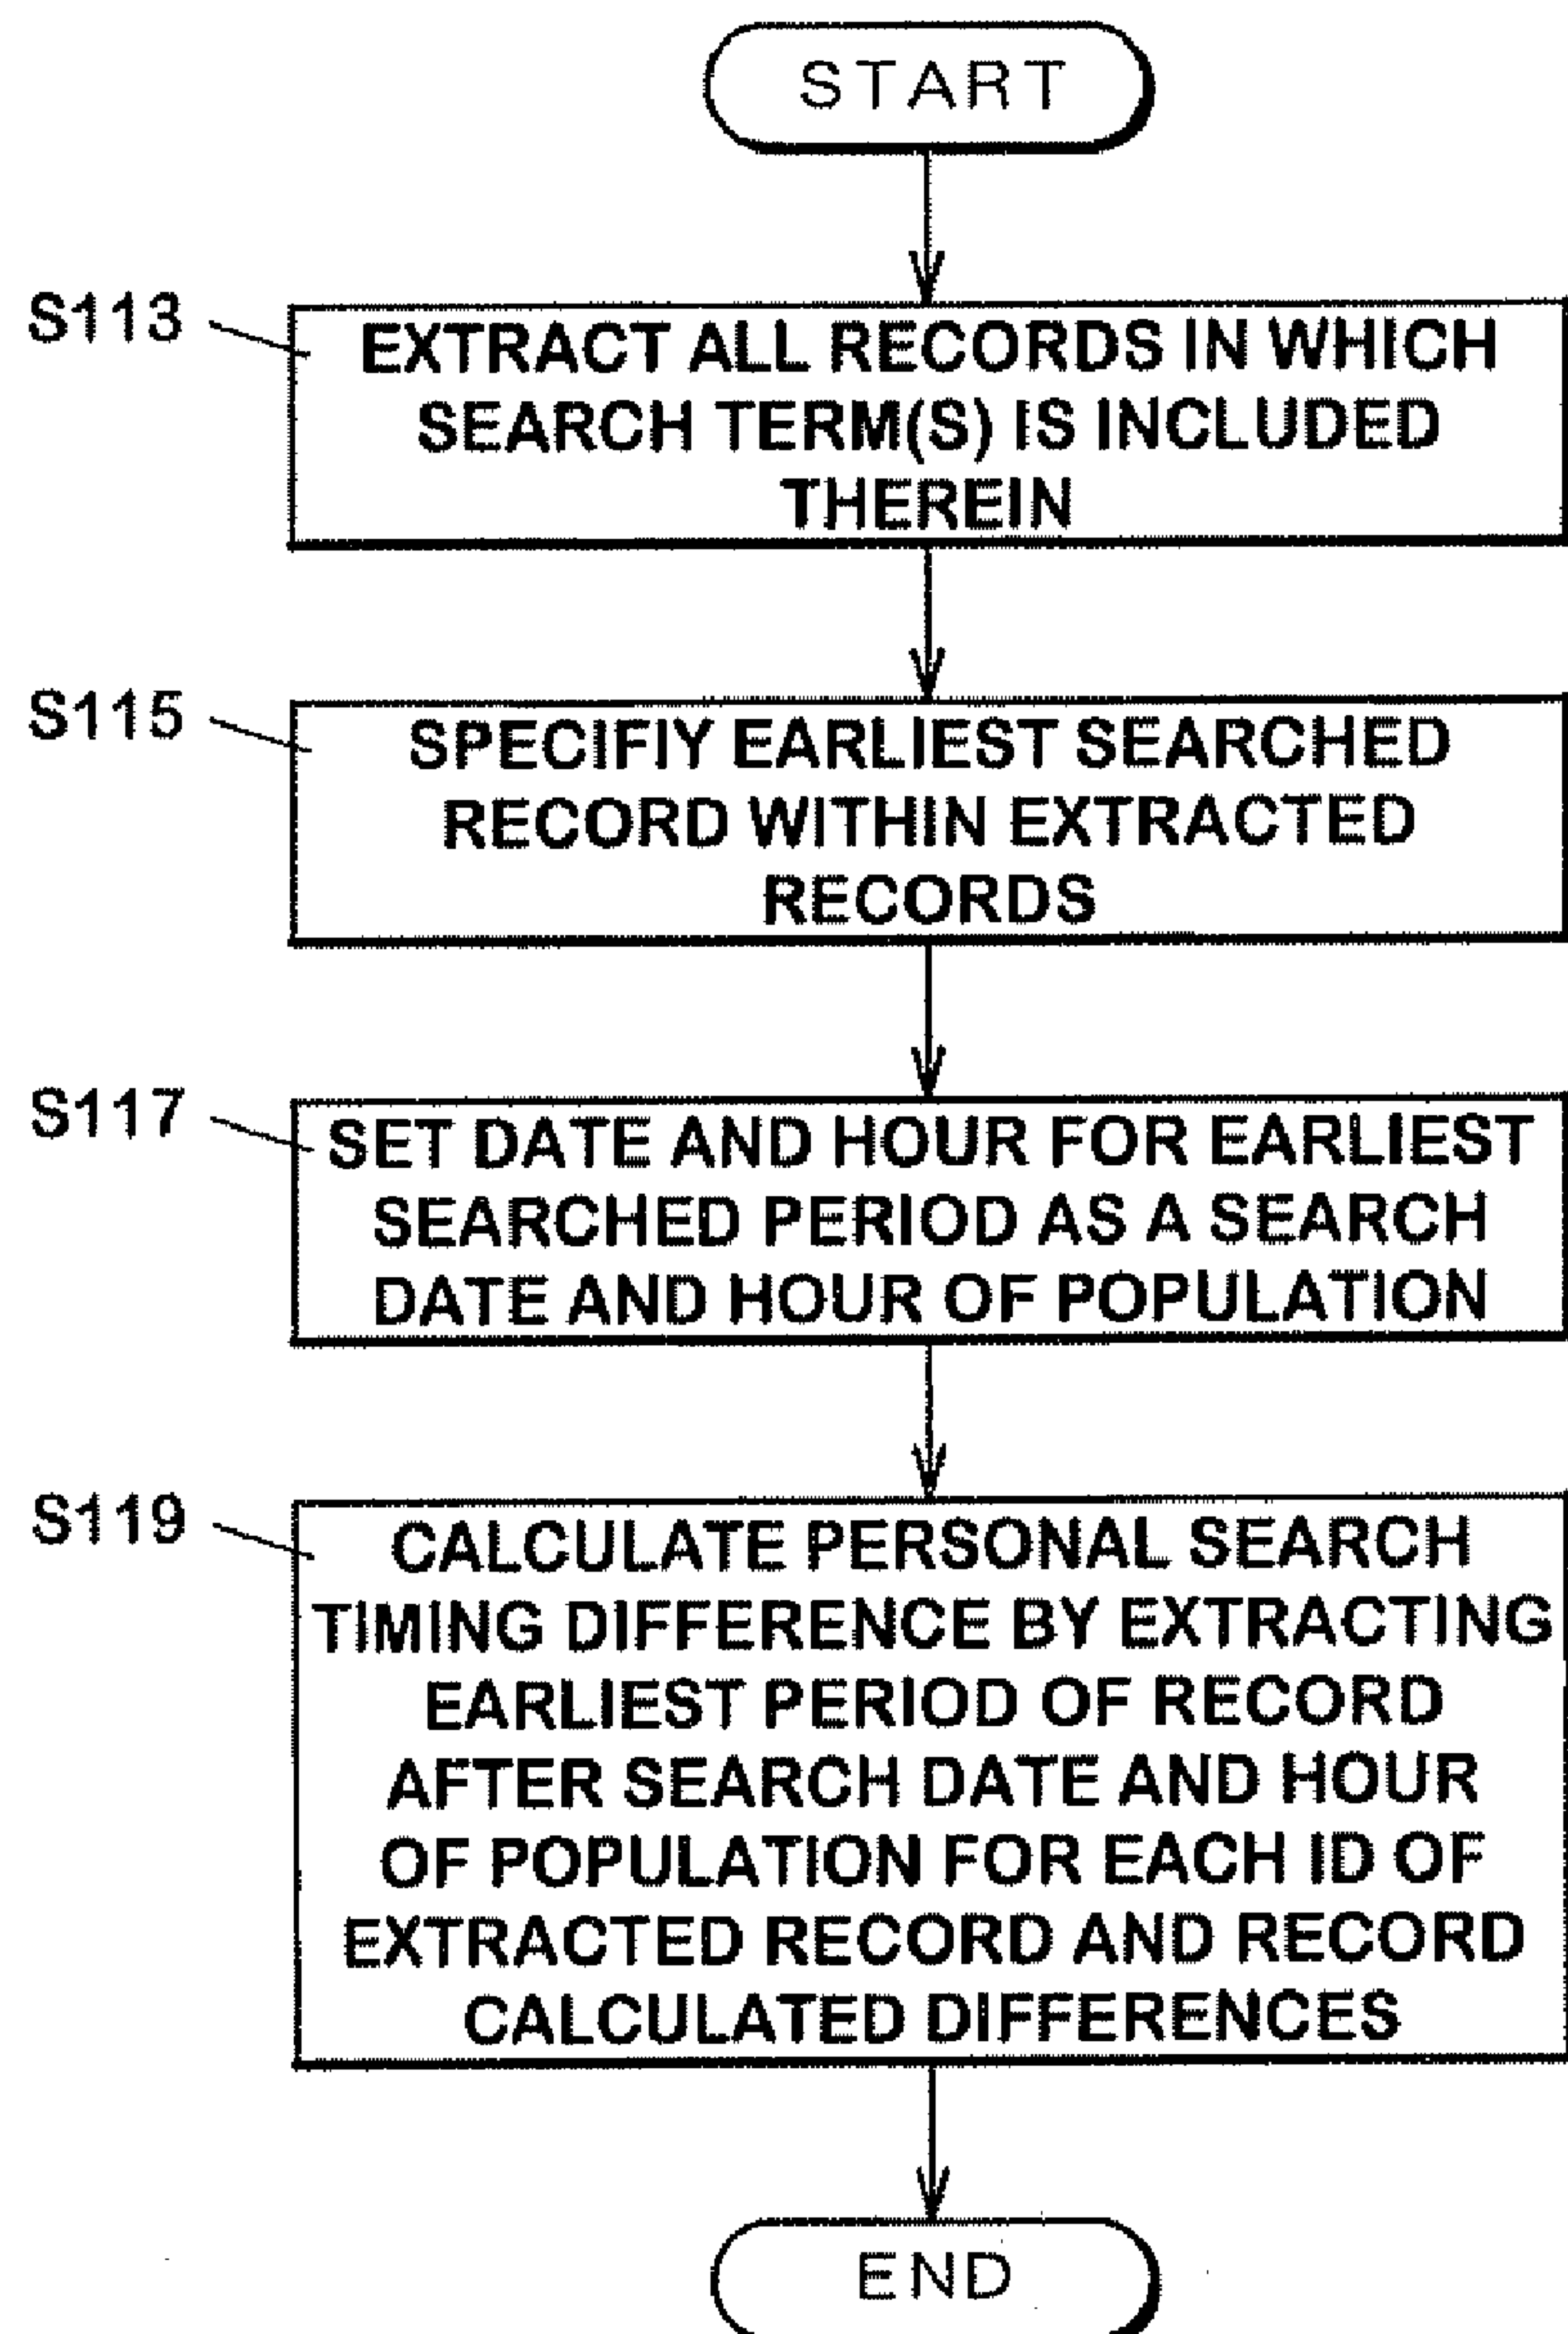 START
S113
EXTRACT ALL RECORDS IN WHICH
SEARCH TERM(S) IS INCLUDED
THEREIN
S115
SPECIFIY EARLIEST SEARCHED
RECORD WITHIN EXTRACTED
RECORDS
S117
SET DATE AND HOUR FOR EARLIEST
SEARCHED PERIOD AS A SEARCH
DATE AND HOUR OF POPULATION
S119
CALCULATE PERSONAL SEARCH
TIMING DIFFERENCE BY EXTRACTING
EARLIEST PERIOD OF RECORD
AFTER SEARCH DATE AND HOUR
OF POPULATION FOR EACH ID OF
EXTRACTED RECORD AND RECORD
CALCULATED DIFFERENCES
END